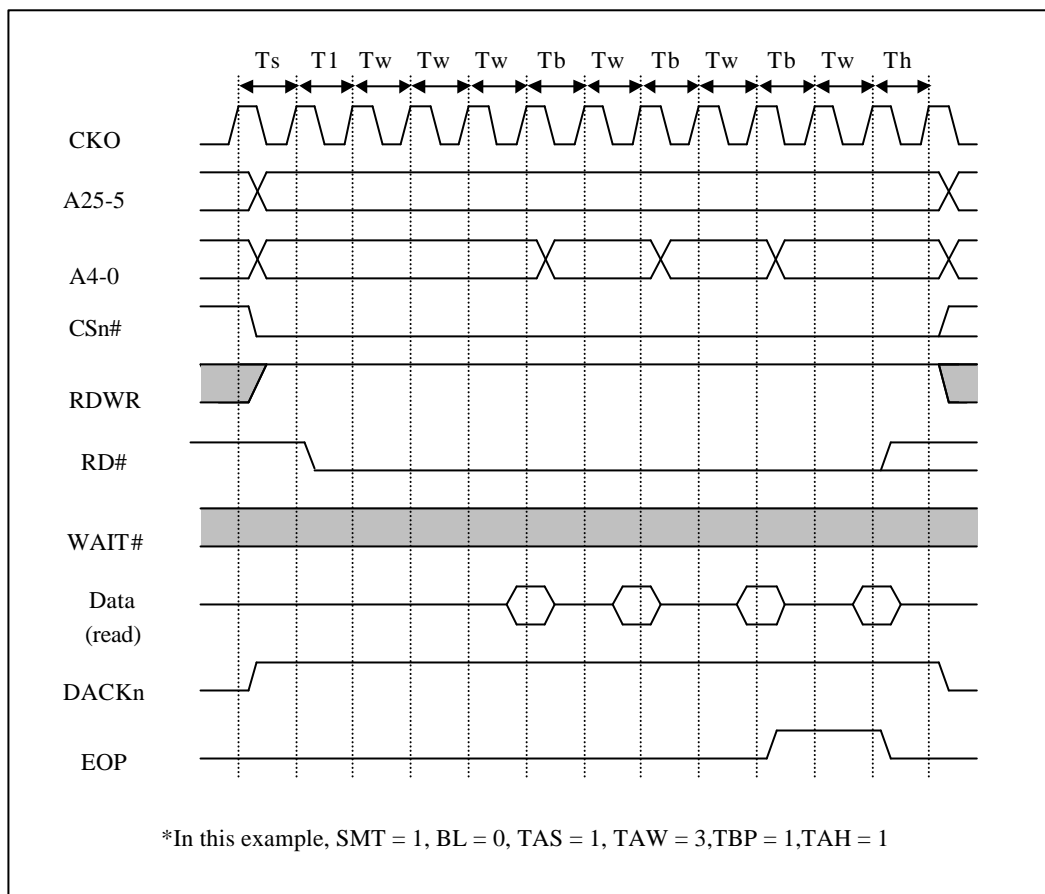 Ts T1 Tw Tw Tw Tb Tw Tb Tw Tb Tw Th
CKO
A25-5
A4-0
CSn#
RDWR
RD#
WAIT#
Data
(read)
DACKn
EOP
*In this example, SMT = 1, BL = 0, TAS = 1, TAW = 3,TBP = 1,TAH = 1